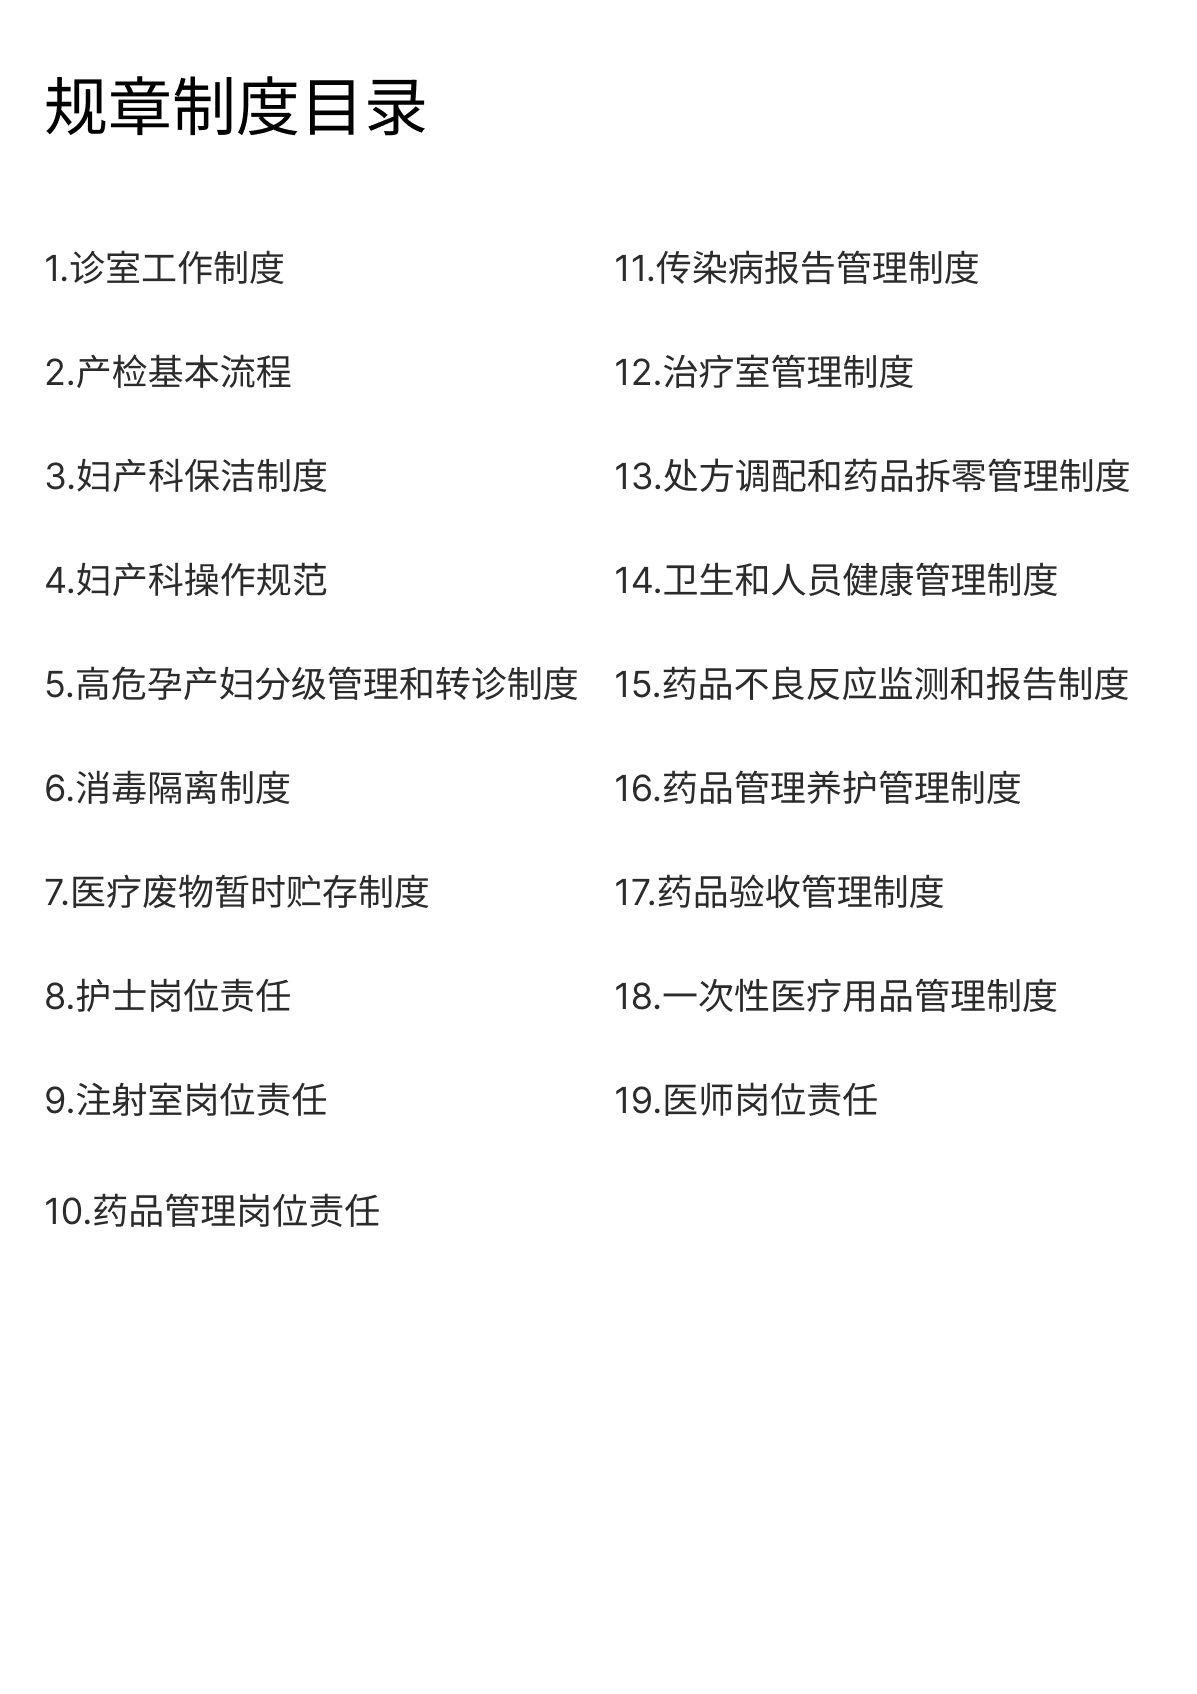 规章制度目录
1.诊室工作制度
2.产检基本流程
3.妇产科保洁制度
4.妇产科操作规范
5.高危孕产妇分级管理和转诊制度
6.消毒隔离制度
7.医疗废物暂时贮存制度
8.护士岗位责任
9.注射室岗位责任
10.药品管理岗位责任
11.传染病报告管理制度
12.治疗室管理制度
13.处方调配和药品拆零管理制度
14.卫生和人员健康管理制度
15.药品不良反应监测和报告制度
16.药品管理养护管理制度
17.药品验收管理制度
18.一次性医疗用品管理制度
19.医师岗位责任